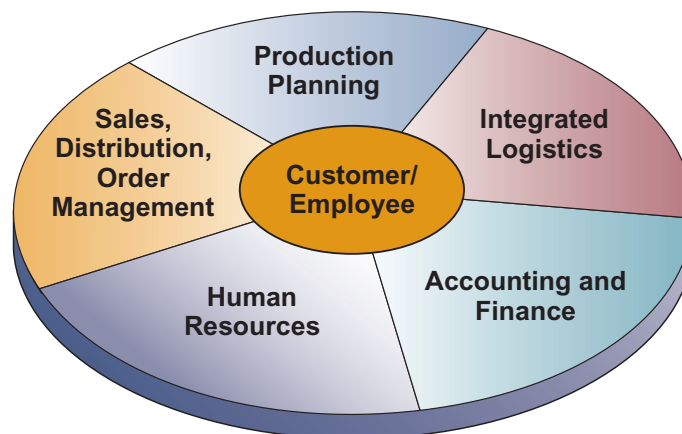 Production
Planning
Integrated
Logistics
Sales,
Distribution,
Order
Management
Customer/
Employee
Human
Resources
Accounting and
Finance